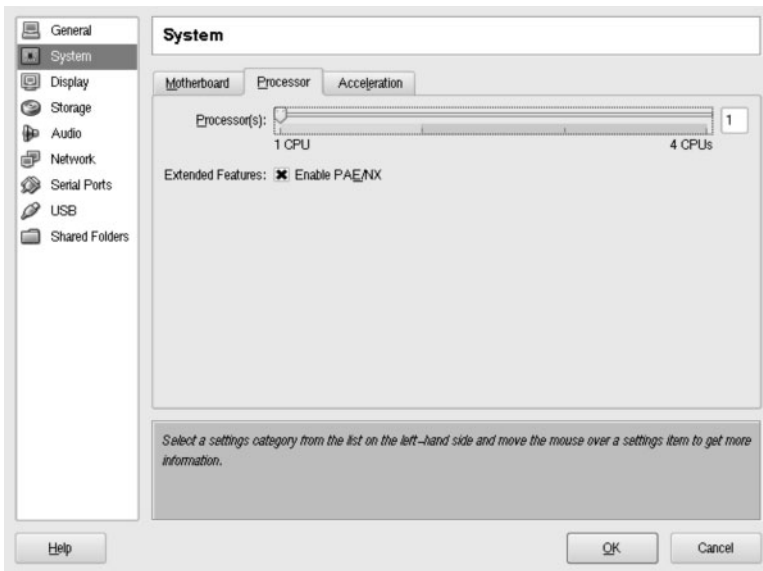 General
System
Display
Storage
Audio
Network
Serial Ports
USB
Shared Folders
System
Motherboard Processor Acceleration
Processor(s): 1
1 CPU 4 CPUs
Extended Features: Enable PAE/NX
Select a settings category from the list on the left-hand side and move the mouse over a settings item to get more
information.
Help OK Cancel